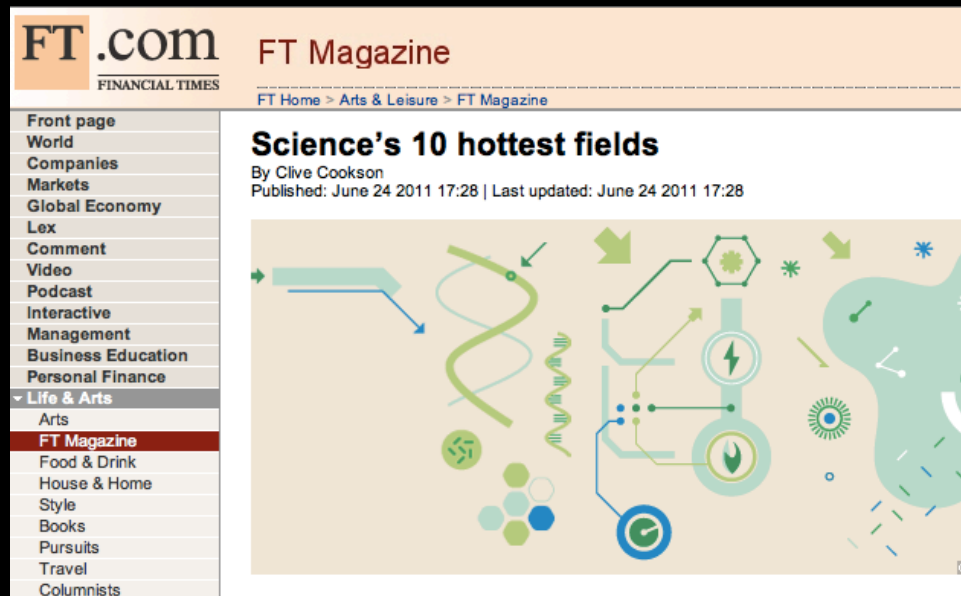 FT.com
FINANCIAL TIMES
FT Magazine
FT Home > Arts & Leisure > FT Magazine
Front page
World
Companies
Markets
Global Economy
Lex
Comment
Video
Podcast
Interactive
Management
Business Education
Personal Finance
Life & Arts
Arts
FT Magazine
Food & Drink
House & Home
Style
Books
Pursuits
Travel
Columnists
Science’s 10 hottest fields
By Clive Cookson
Published: June 24 2011 17:28 | Last updated: June 24 2011 17:28